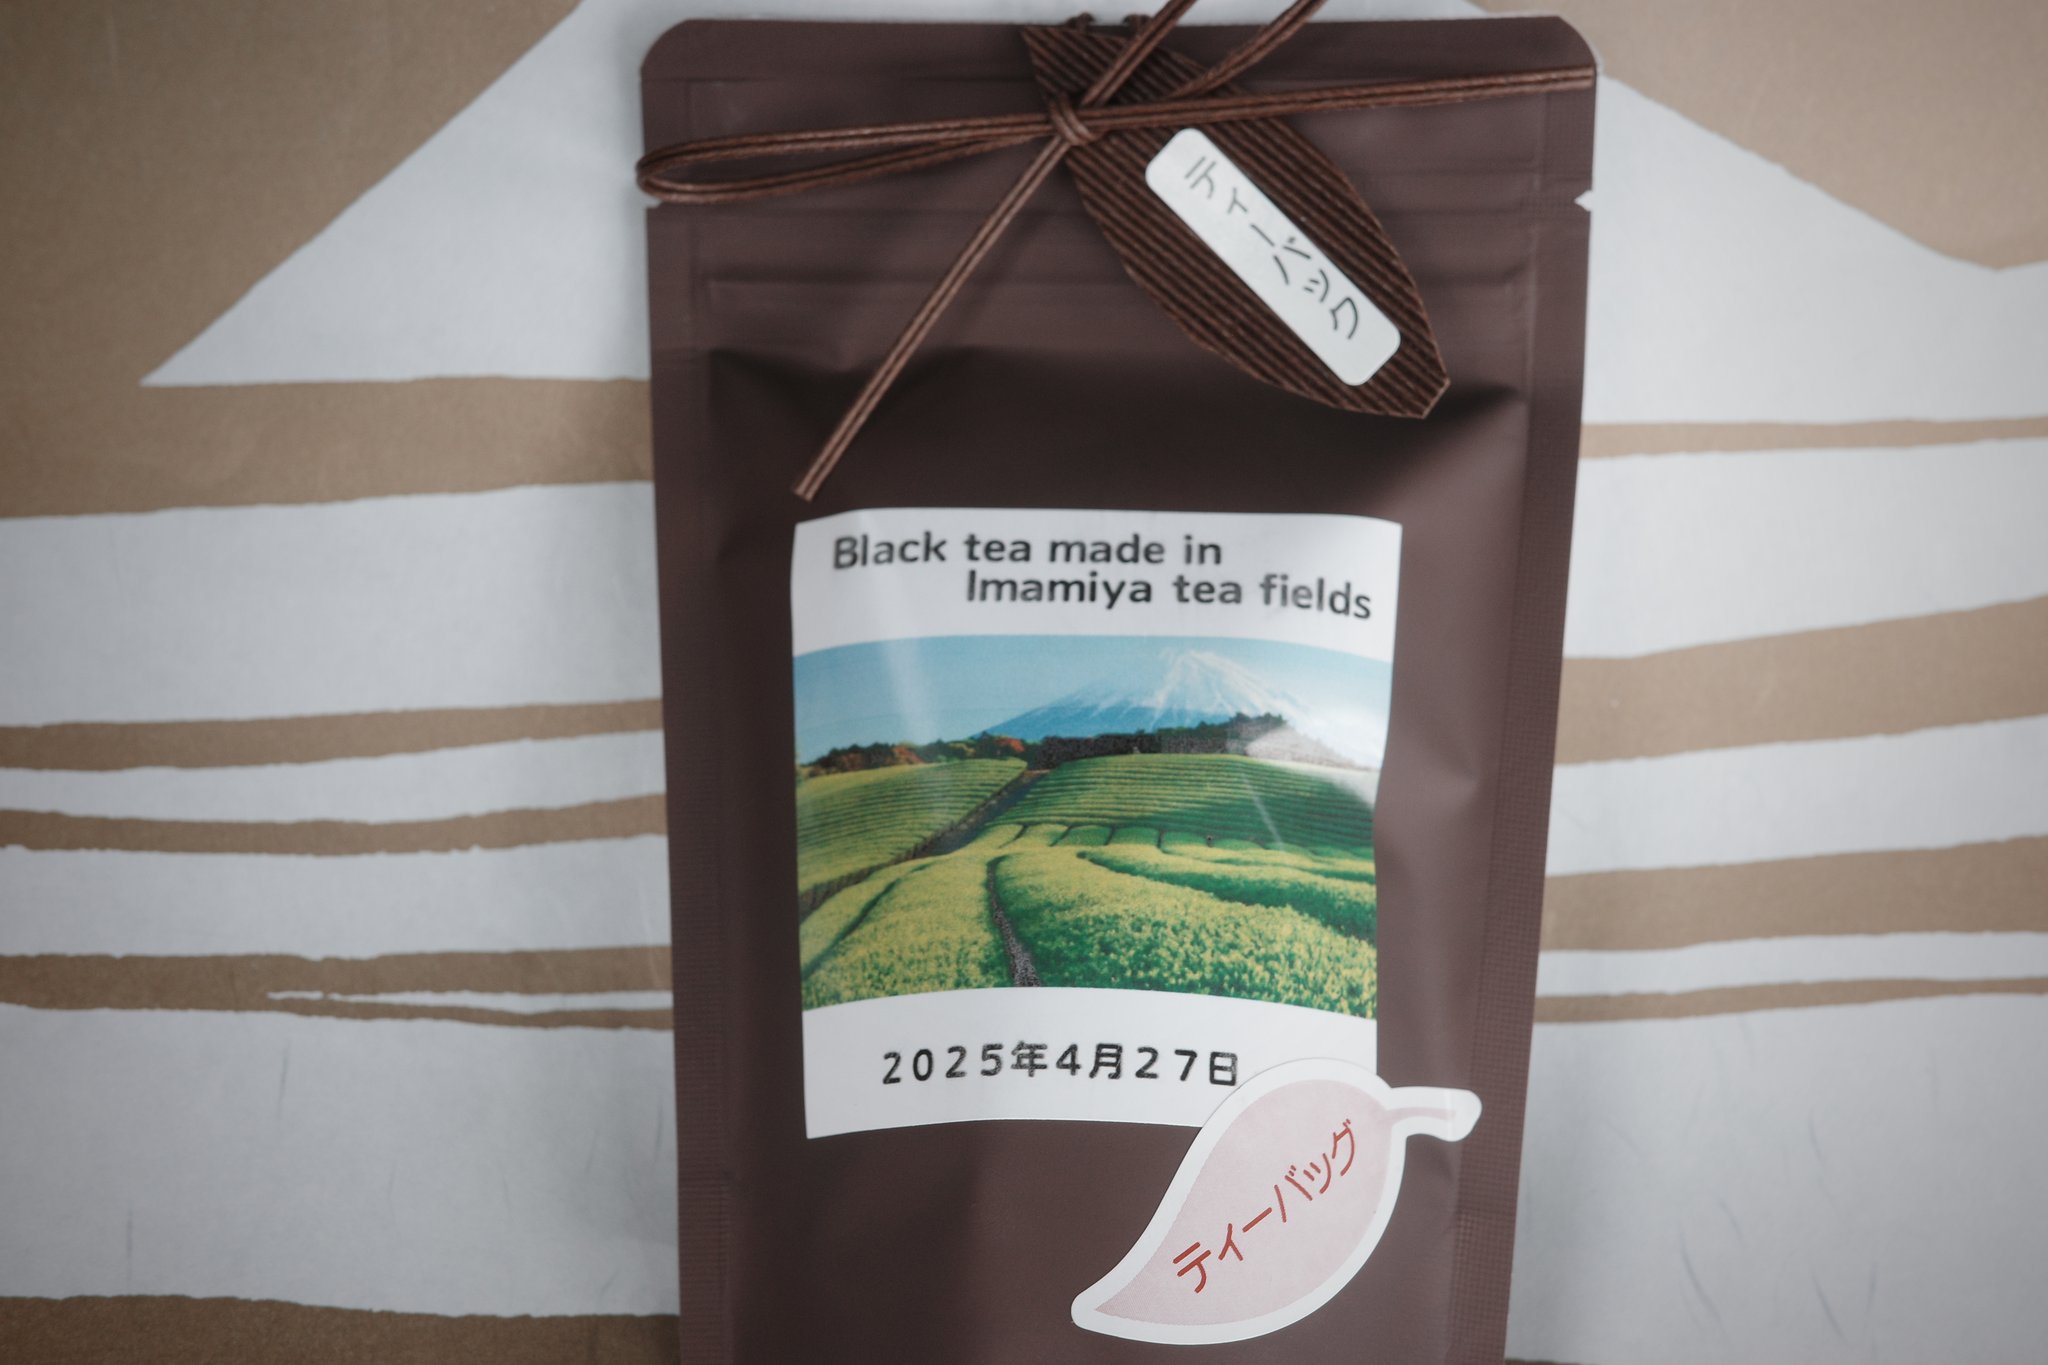 ティーバック
Black tea made in
Imamiya tea fields
2025年4月27日
ティーバッグ